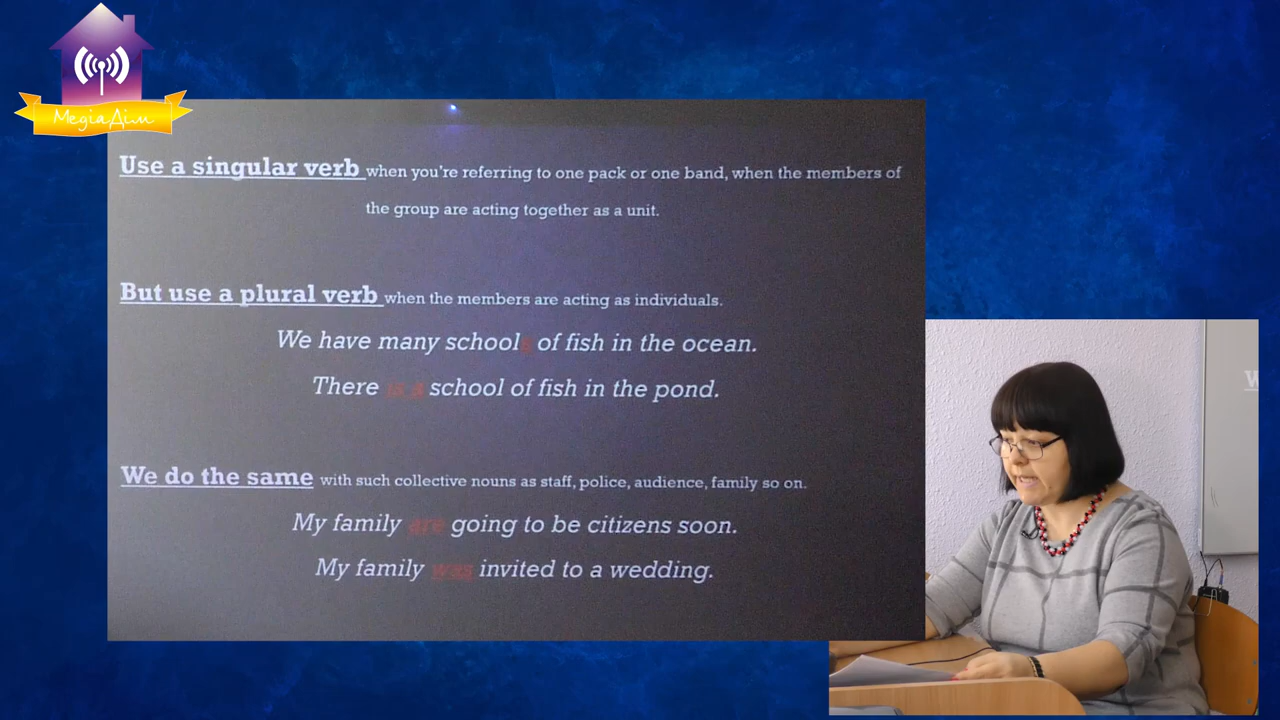 МедіаДім
Use a singular verb when you're referring to one pack or one band, when the members of
the group are acting together as a unit.
But use a plural verb when the members are acting as individuals.
We have many schools of fish in the ocean.
There is a school of fish in the pond.
We do the same with such collective nouns as staff, police, audience, family so on.
My family are going to be citizens soon.
My family was invited to a wedding.
W